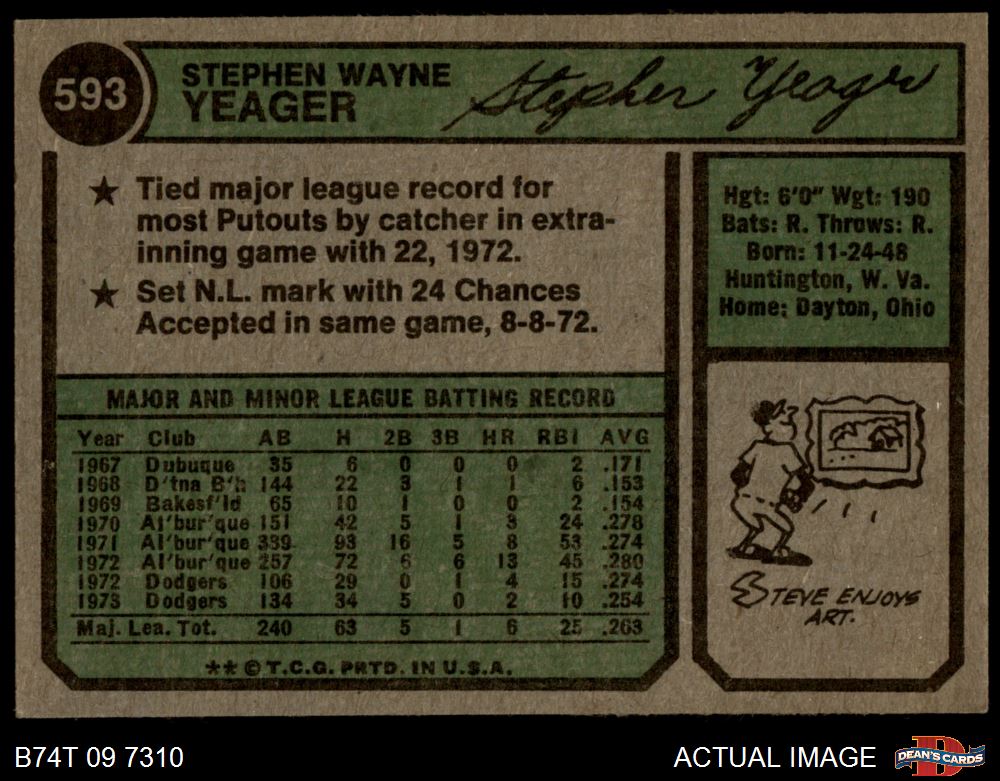 593
STEPHEN WAYNE
YEAGER
Stephen Yeager
★ Tied major league record for
most Putouts by catcher in extra-
inning game with 22, 1972.
★ Set N.L. mark with 24 Chances
Accepted in same game, 8-8-72.
Hgt: 6'0" Wgt: 190
Bats: R. Throws: R.
Born: 11-24-48
Huntington, W. Va.
Home: Dayton, Ohio
MAJOR AND MINOR LEAGUE BATTING RECORD
Year Club AB H 2B 3B HR RBI AVG
1967 Dubuque 35 6 0 0 0 2 .171
1968 D'tna B'h 144 22 3 1 1 6 .153
1969 Bakesf'ld 65 10 1 0 0 2 .154
1970 Al'bur'que 151 42 5 1 3 24 .278
1971 Al'bur'que 339 93 16 5 8 53 .274
1972 Al'bur'que 257 72 6 6 13 45 .280
1972 Dodgers 106 29 0 1 4 15 .274
1973 Dodgers 134 34 5 0 2 10 .254
Maj. Lea. Tot. 240 63 5 1 6 25 .263
** © T.C.G. PRTD. IN U.S.A.
STEVE ENJOYS
ART.
B74T 09 7310
ACTUAL IMAGE
D
DEAN'S CARDS